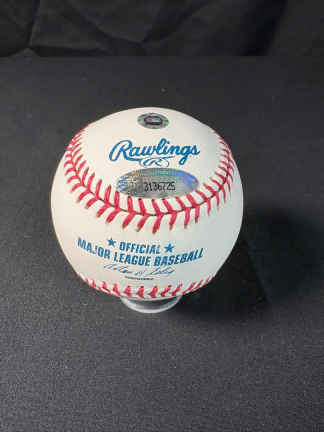 Rawlings
R
3136725
★ OFFICIAL ★
MAJOR LEAGUE BASEBALL